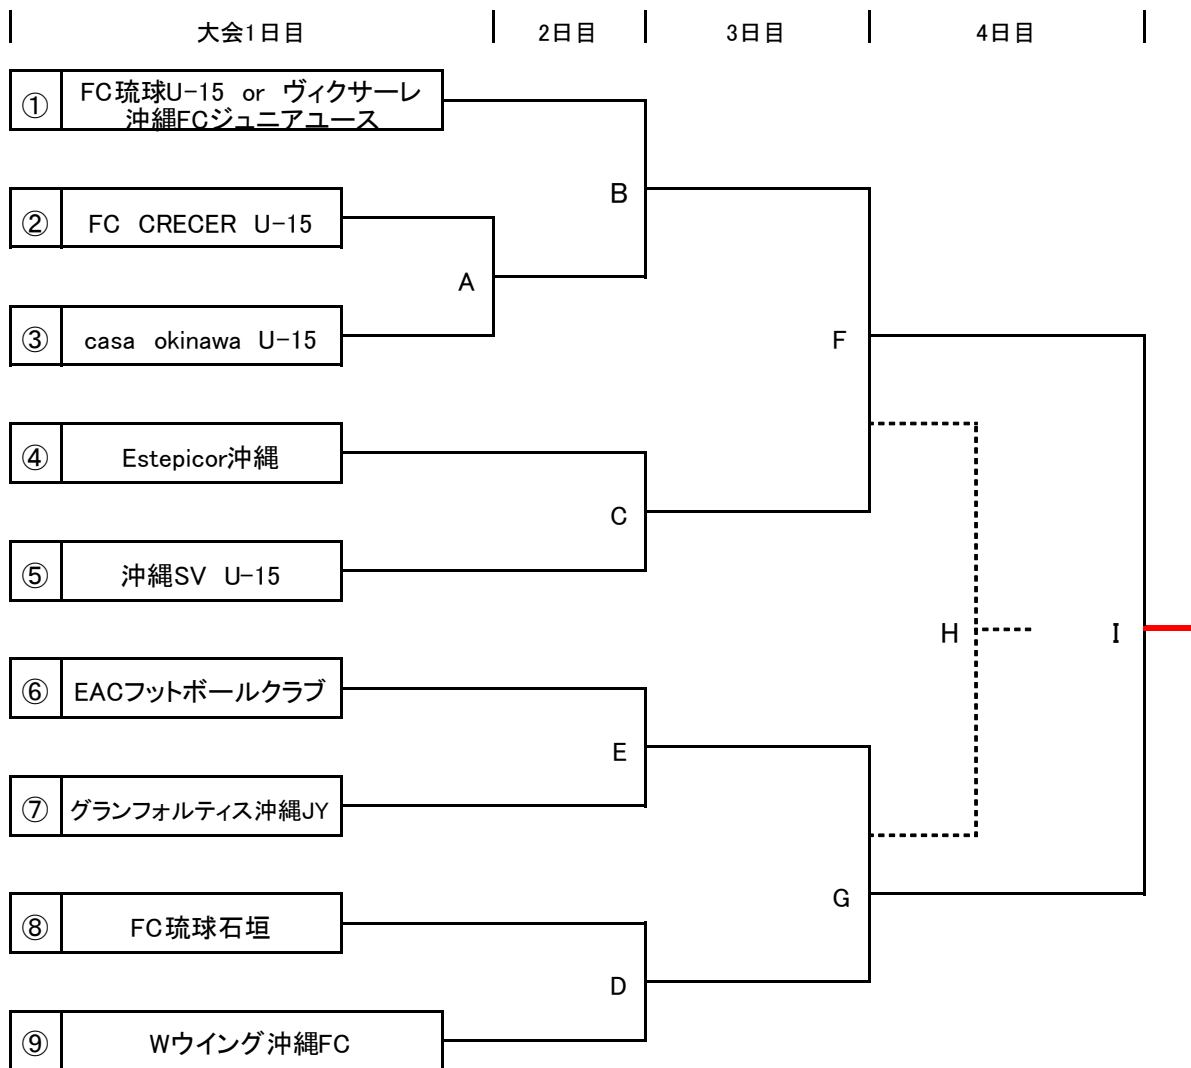 大会1日目 2日目 3日目 4日目
① FC琉球U-15 or ヴィクサーレ
沖縄FCジュニアユース
B
② FC CRECER U-15
A
③ casa okinawa U-15
F
④ Estepicor沖縄
C
⑤ 沖縄SV U-15
H I
⑥ EACフットボールクラブ
E
⑦ グランフォルティス沖縄JY
G
⑧ FC琉球石垣
D
⑨ Wウイング沖縄FC